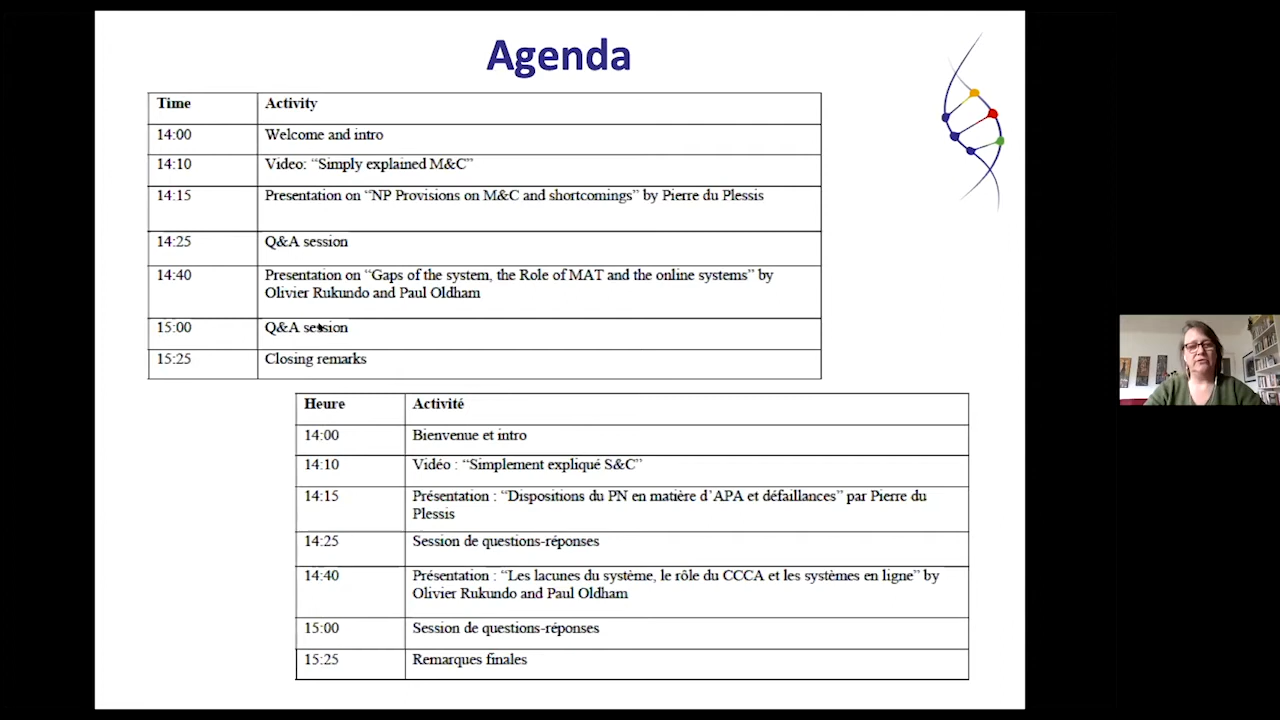 Agenda
Time Activity
14:00 Welcome and intro
14:10 Video: “Simply explained M&C”
14:15 Presentation on “NP Provisions on M&C and shortcomings” by Pierre du Plessis
14:25 Q&A session
14:40 Presentation on “Gaps of the system, the Role of MAT and the online systems” by
Olivier Rukundo and Paul Oldham
15:00 Q&A session
15:25 Closing remarks
Heure Activité
14:00 Bienvenue et intro
14:10 Vidéo : “Simplement expliqué S&C”
14:15 Présentation : “Dispositions du PN en matière d’APA et défaillances” par Pierre du
Plessis
14:25 Session de questions-réponses
14:40 Présentation : “Les lacunes du système, le rôle du CCCA et les systèmes en ligne” by
Olivier Rukundo and Paul Oldham
15:00 Session de questions-réponses
15:25 Remarques finales